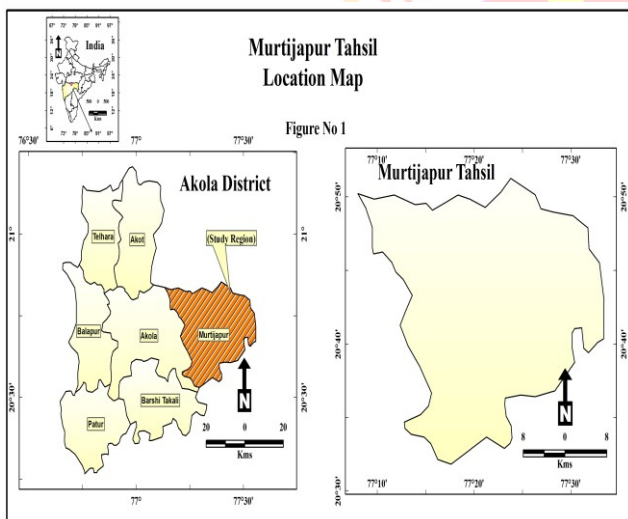 India
N
Kms
Murtijapur Tahsil
Location Map
Figure No 1
76°30'
77°
77°30'
Akola District
(Study Region)
21°
21°
Telhara
Akot
Balapur
Akola
Murtijapur
20°30'
20°30'
Patur
Barshi Takali
N
20 0 20
Kms
77°
77°30'
77°10'
77°20'
77°30'
Murtijapur Tahsil
20°50'
20°50'
20°40'
20°40'
N
8 0 8
Kms
20°30'
20°30'
77°10'
77°20'
77°30'